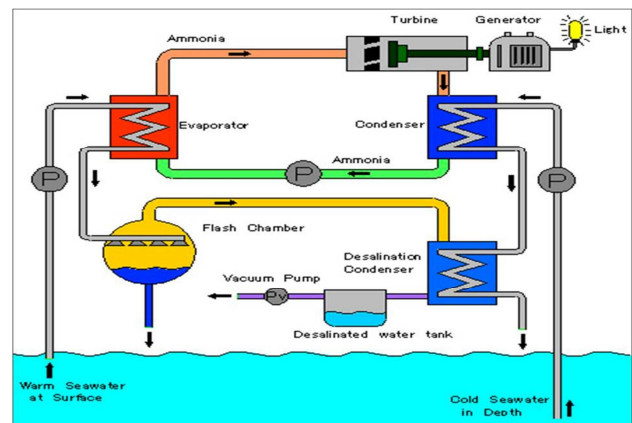 Turbine
Generator
Light
Ammonia
Evaporator
Condenser
P
Ammonia
P
P
Flash Chamber
Desalination
Condenser
Vacuum Pump
Pv
Desalinated water tank
Warm Seawater
at Surface
Cold Seawater
in Depth